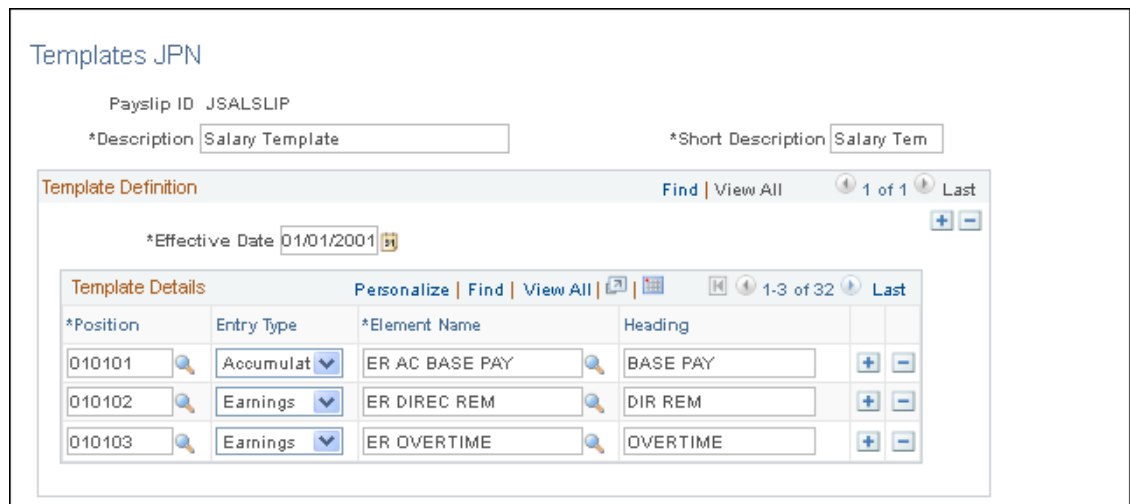 Templates JPN
Payslip ID JSALSLIP
*Description Salary Template *Short Description Salary Tem
Template Definition Find | View All 1 of 1 Last
*Effective Date 01/01/2001 31
Template Details Personalize | Find | View All | | 1-3 of 32 Last
*Position Entry Type *Element Name Heading
010101 Accumulat ER AC BASE PAY BASE PAY
010102 Earnings ER DIREC REM DIR REM
010103 Earnings ER OVERTIME OVERTIME